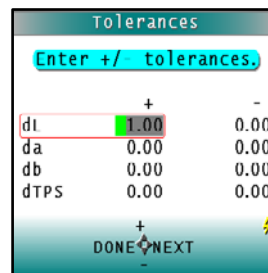 Tolerances
Enter +/- tolerances.
+ -
dL 1.00 0.00
da 0.00 0.00
db 0.00 0.00
dTPS 0.00 0.00
+
DONE NEXT
-